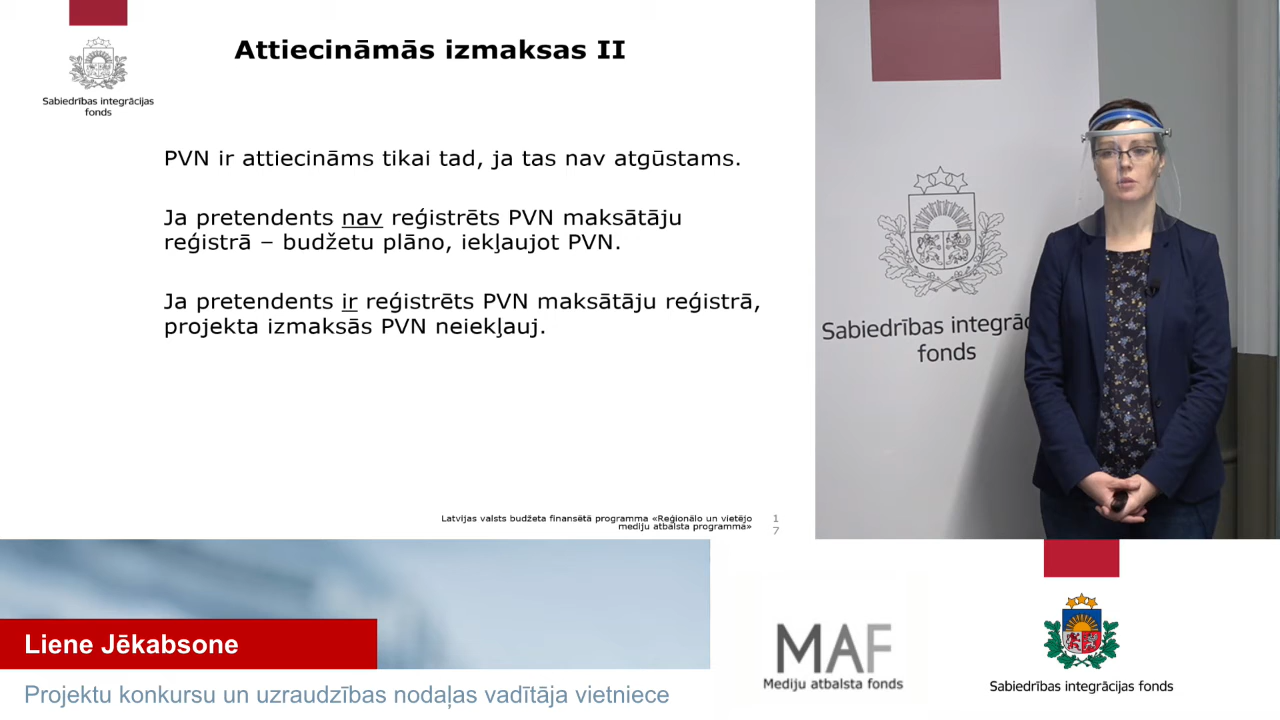 Attiecināmās izmaksas II
Sabiedrības integrācijas
fonds
PVN ir attiecināms tikai tad, ja tas nav atgūstams.
Ja pretendents nav reģistrēts PVN maksātāju
reģistrā – budžetu plāno, iekļaujot PVN.
Ja pretendents ir reģistrēts PVN maksātāju reģistrā,
projekta izmaksās PVN neiekļauj.
Latvijas valsts budžeta finansētā programma «Reģionālo un vietējo
mediju atbalsta programma»
1
7
Sabiedrības integrāc
fonds
Liene Jēkabsone
Projektu konkursu un uzraudzības nodaļas vadītāja vietniece
MAF
Mediju atbalsta fonds
Sabiedrības integrācijas fonds